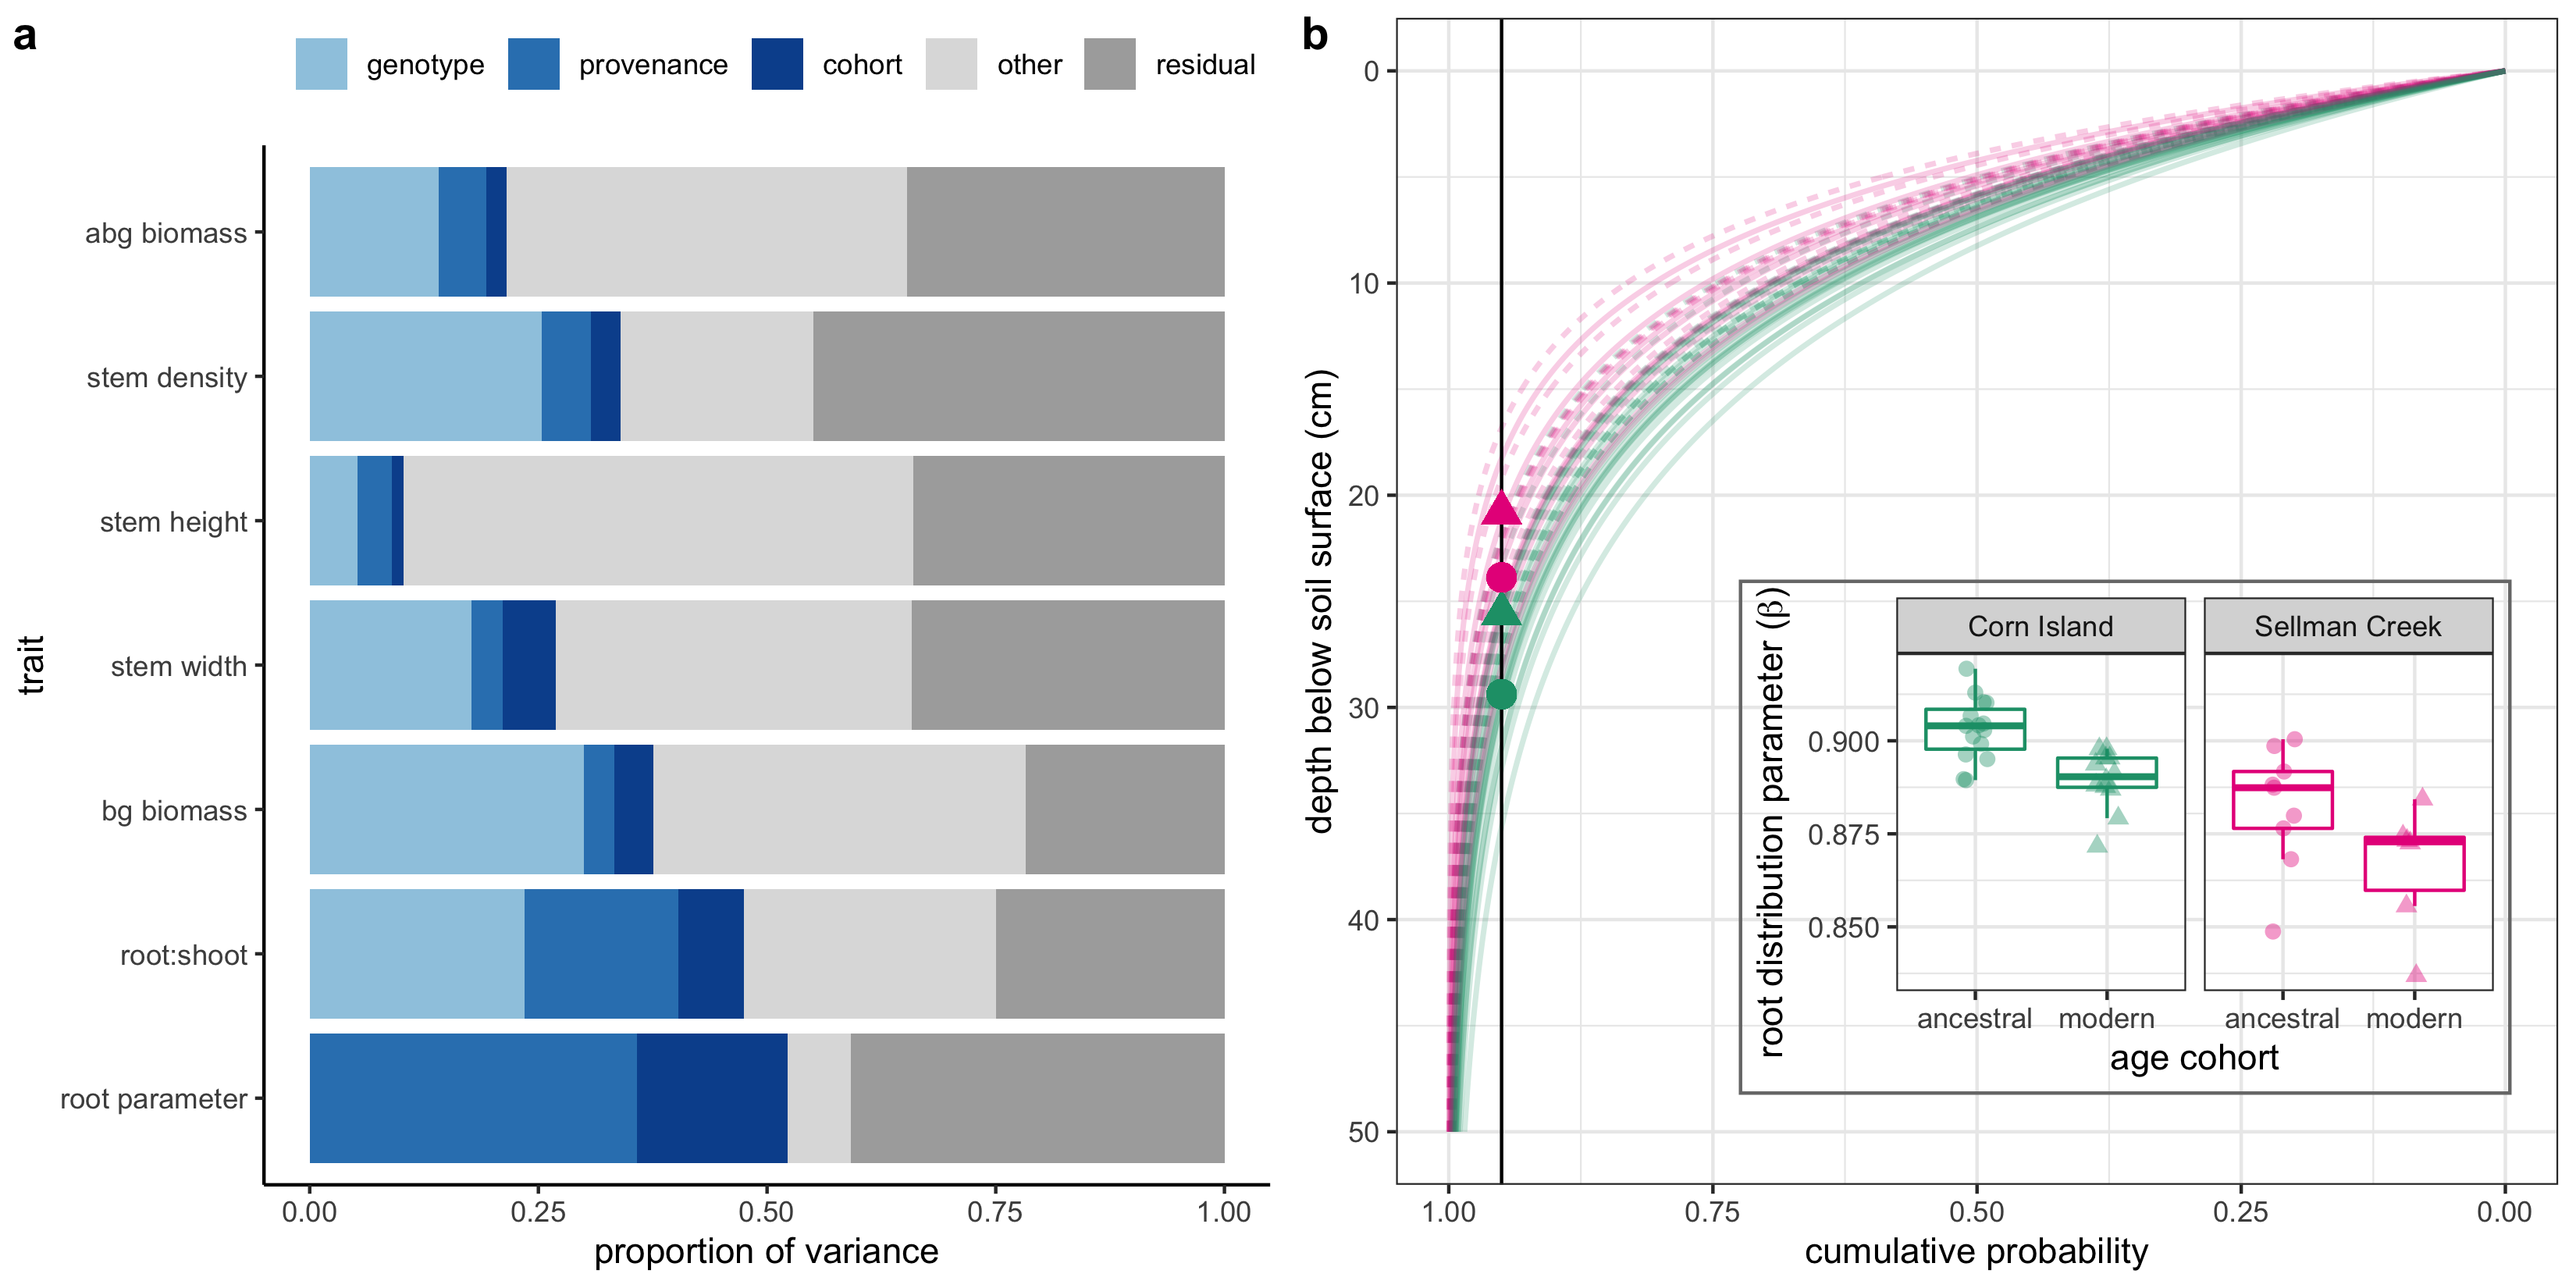 a
genotype provenance cohort other residual
trait
abg biomass
stem density
stem height
stem width
bg biomass
root:shoot
root parameter
0.00 0.25 0.50 0.75 1.00
proportion of variance
b
depth below soil surface (cm)
0
10
20
30
40
50
1.00 0.75 0.50 0.25 0.00
cumulative probability
root distribution parameter (β)
Corn Island Sellman Creek
0.900
0.875
0.850
ancestral modern ancestral modern
age cohort